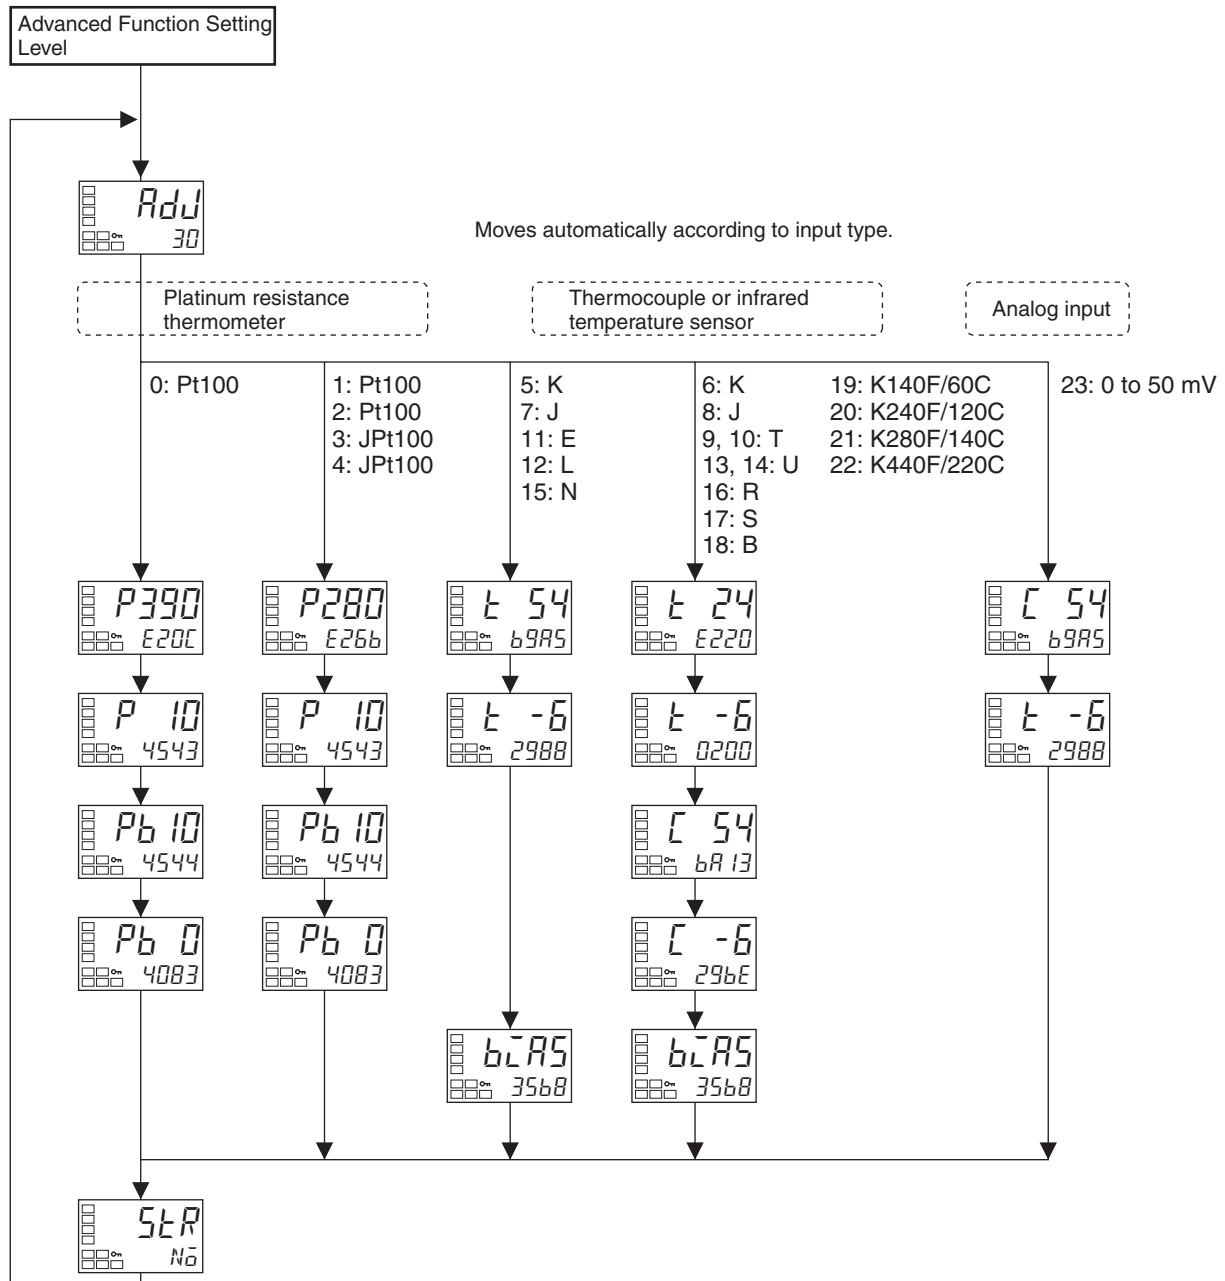 Advanced Function Setting
Level
AdJ
30
Moves automatically according to input type.
Platinum resistance
thermometer
Thermocouple or infrared
temperature sensor
Analog input
0: Pt100
1: Pt100
2: Pt100
3: JPt100
4: JPt100
5: K
7: J
11: E
12: L
15: N
6: K
8: J
9, 10: T
13, 14: U
16: R
17: S
18: B
19: K140F/60C
20: K240F/120C
21: K280F/140C
22: K440F/220C
23: 0 to 50 mV
P390
E20C
P280
E26b
t 54
b9A5
t 24
E220
C 54
b9A5
P 10
4543
P 10
4543
t -6
2988
t -6
0200
t -6
2988
Pb 10
4544
Pb 10
4544
C 54
bA13
Pb 0
4083
Pb 0
4083
C -6
29bE
biAS
35b8
biAS
35b8
StR
No